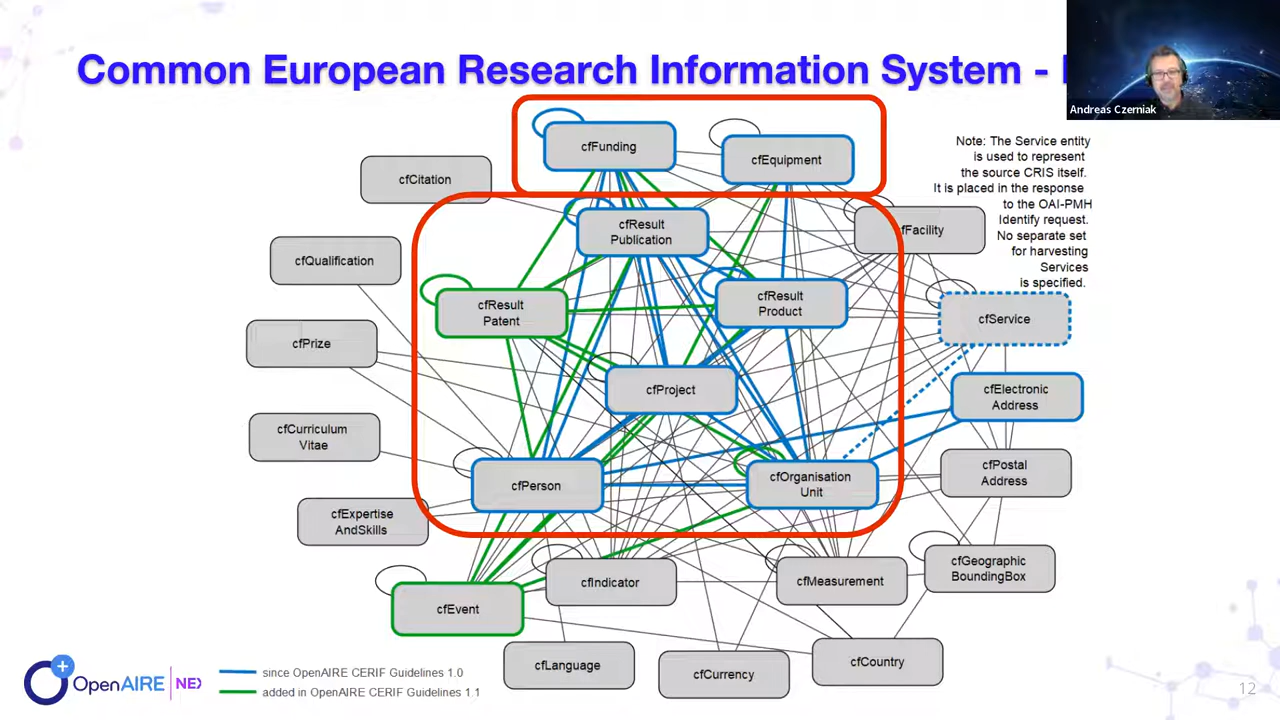 Common European Research Information System -
Andreas Czerniak
cfFunding
cfEquipment
Note: The Service entity
is used to represent
the source CRIS itself.
It is placed in the response
to the OAI-PMH
Identify request.
No separate set
for harvesting
Services
is specified.
cfCitation
cfResult
Publication
cfFacility
cfQualification
cfResult
Patent
cfResult
Product
cfService
cfPrize
cfProject
cfElectronic
Address
cfCurriculum
Vitae
cfPerson
cfOrganisation
Unit
cfPostal
Address
cfExpertise
AndSkills
cfIndicator
cfMeasurement
cfGeographic
BoundingBox
cfEvent
cfLanguage
cfCurrency
cfCountry
OpenAIRE NEX
since OpenAIRE CERIF Guidelines 1.0
added in OpenAIRE CERIF Guidelines 1.1
12